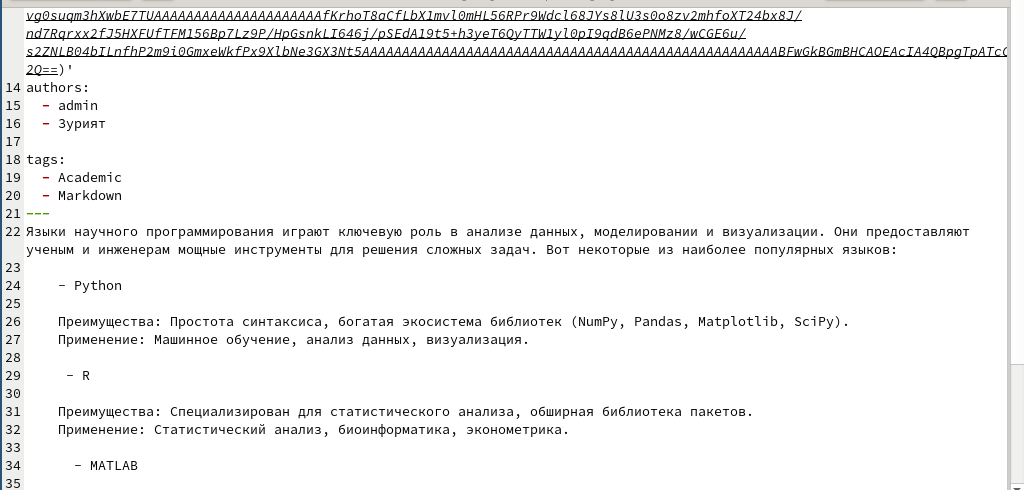 vg0suqm3hXwbE7TUAAAAAAAAAAAAAAAAAAAAAfKrhoT8aCfLbX1mvl0mHL56RPr9Wdcl68JYs8lU3s0o8zv2mhfoXT24bx8J/
nd7Rqrxx2fJ5HXFUfTFM156Bp7Lz9P/HpGsnkLI646j/pSEdA19t5+h3yeT6QyTTW1yl0pI9qdB6ePNMz8/wCGE6u/
s2ZNLB04bILnfhP2m9i0GmxeWkfPx9XlbNe3GX3Nt5AAAAAAAAAAAAAAAAAAAAAAAAAAAAAAAAAAAAAAAAAAAAAAAAAAAABFwGkBGmBHCAOEAcIA4QBpgTpATcC
2Q==)'
14 authors:
15 - admin
16 - Зурият
17
18 tags:
19 - Academic
20 - Markdown
21 ---
22 Языки научного программирования играют ключевую роль в анализе данных, моделировании и визуализации. Они предоставляют
ученым и инженерам мощные инструменты для решения сложных задач. Вот некоторые из наиболее популярных языков:
23
24 - Python
25
26 Преимущества: Простота синтаксиса, богатая экосистема библиотек (NumPy, Pandas, Matplotlib, SciPy).
27 Применение: Машинное обучение, анализ данных, визуализация.
28
29 - R
30
31 Преимущества: Специализирован для статистического анализа, обширная библиотека пакетов.
32 Применение: Статистический анализ, биоинформатика, эконометрика.
33
34 - MATLAB
35